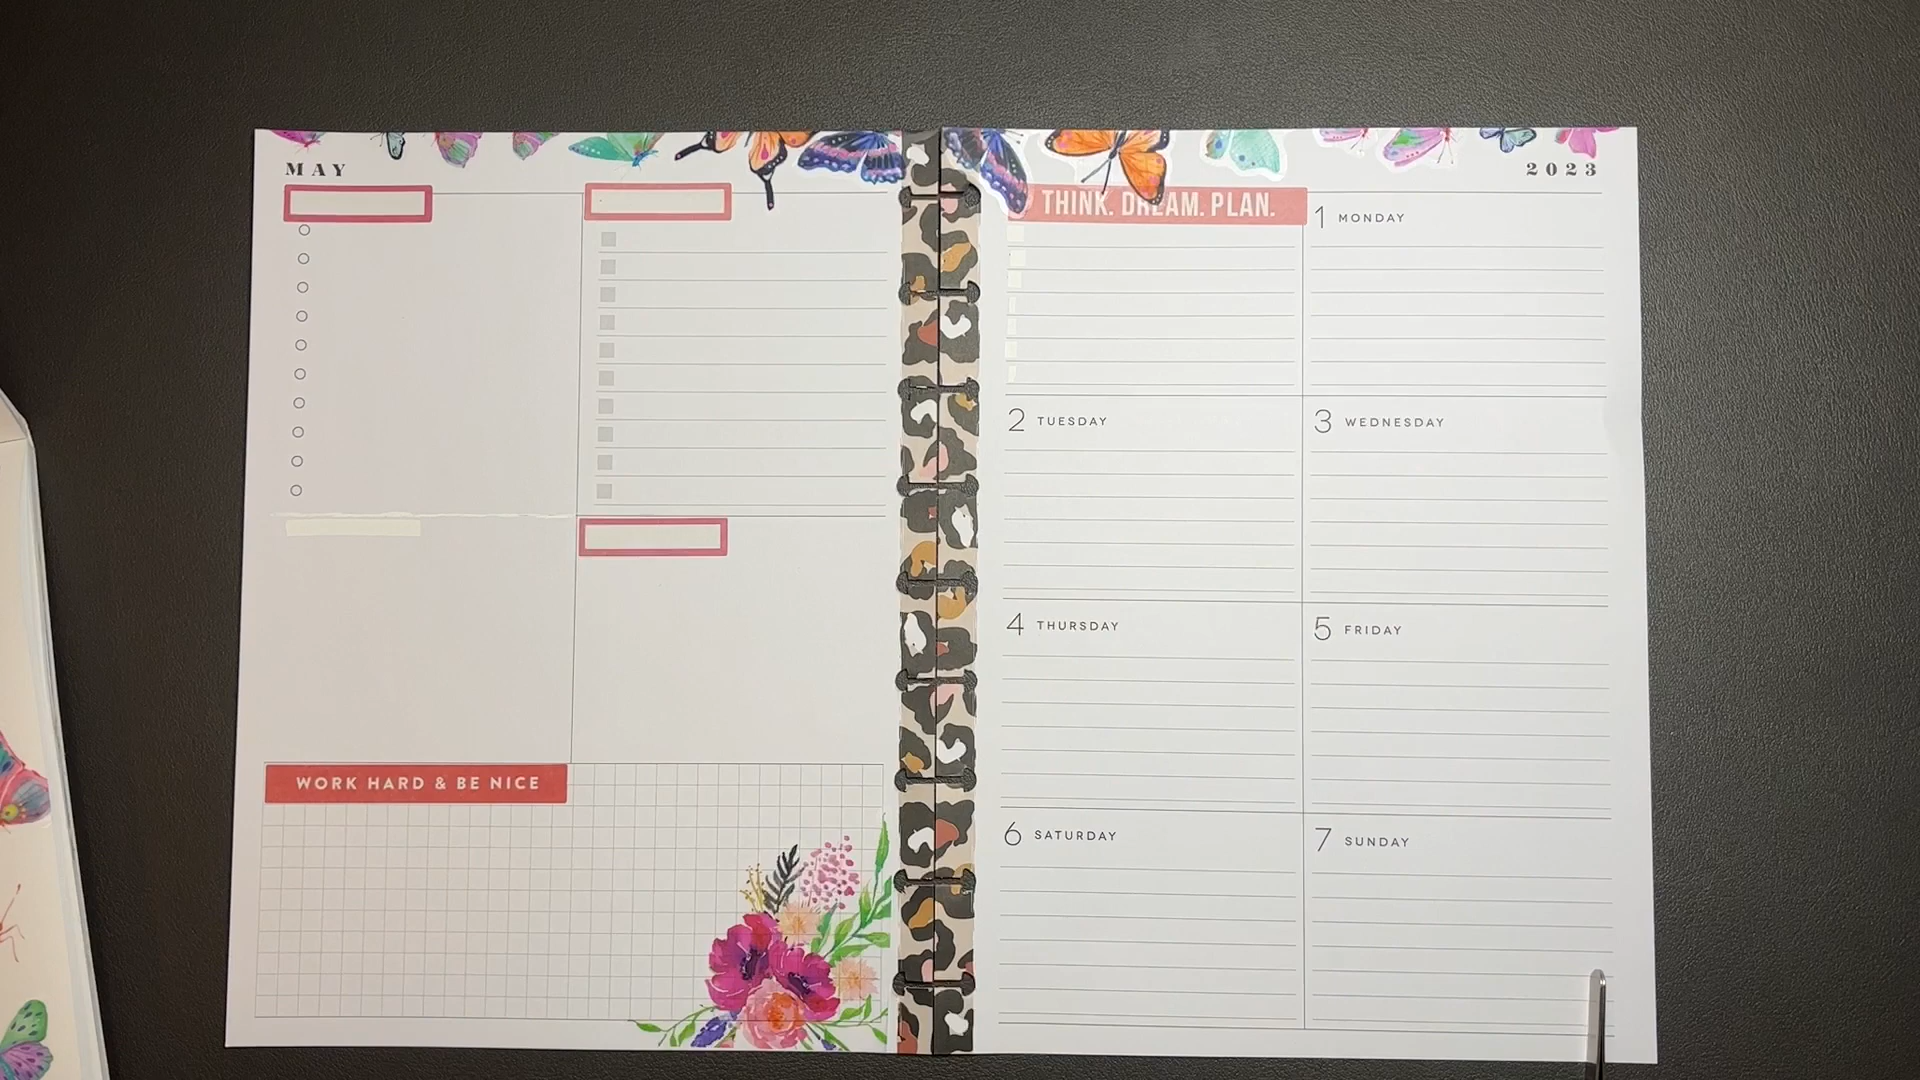 MAY
2023
THINK. DREAM. PLAN.
1 MONDAY
2 TUESDAY
3 WEDNESDAY
4 THURSDAY
5 FRIDAY
WORK HARD & BE NICE
6 SATURDAY
7 SUNDAY